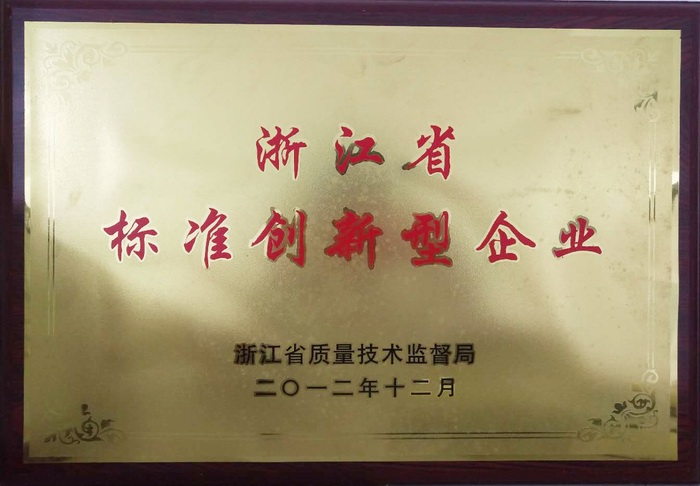 浙江省
标准创新型企业
浙江省质量技术监督局
二〇一二年十二月